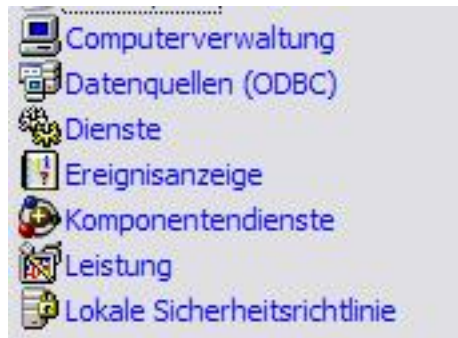 Computerverwaltung
Datenquellen (ODBC)
Dienste
Ereignisanzeige
Komponentendienste
Leistung
Lokale Sicherheitsrichtlinie